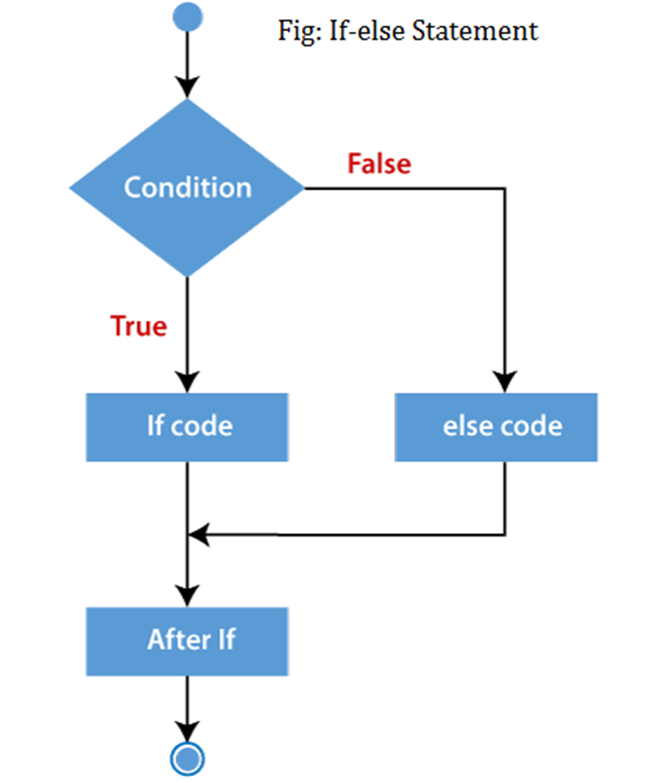 Fig: If-else Statement
Condition
False
True
If code
else code
After If